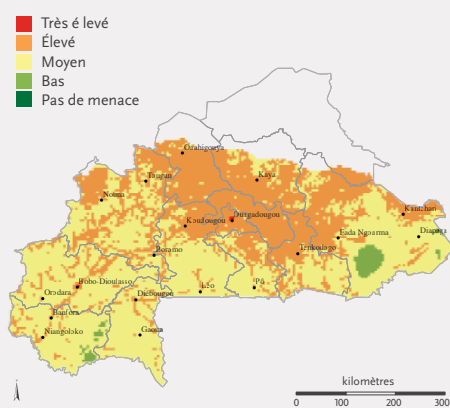 Très é levé
Élevé
Moyen
Bas
Pas de menace
Ouahigouya
Tougan
Kaya
Nouna
Kantchari
Koudougou
Ouagadougou
Diapaga
Fada Ngourma
Boromo
Tenkodogo
Bobo-Dioulasso
Léo
Pô
Orodara
Diébougou
Banfora
Niangoloko
Gaoua
kilomètres
0 100 200 300